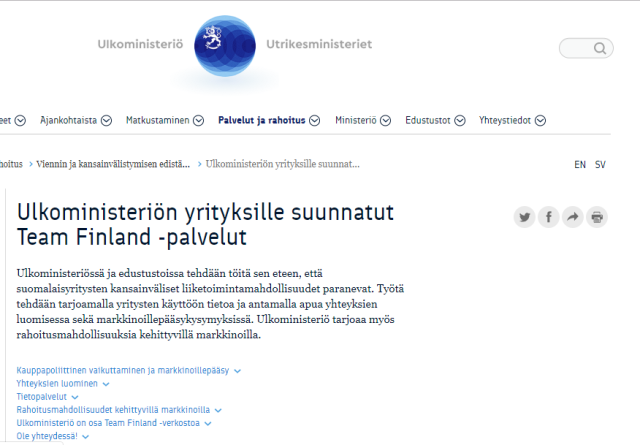 Ulkoministeriö Utrikesministeriet
eet Ajankohtaista Matkustaminen Palvelut ja rahoitus Ministeriö Edustustot Yhteystiedot
hoitus > Viennin ja kansainvälistymisen edistä... > Ulkoministeriön yrityksille suunnat...
EN SV
Ulkoministeriön yrityksille suunnatut
Team Finland -palvelut
Ulkoministeriössä ja edustustoissa tehdään töitä sen eteen, että
suomalaisyritysten kansainväliset liiketoimintamahdollisuudet paranevat. Työtä
tehdään tarjoamalla yritysten käyttöön tietoa ja antamalla apua yhteyksien
luomisessa sekä markkinoillepääsykysymyksissä. Ulkoministeriö tarjoaa myös
rahoitusmahdollisuuksia kehittyvillä markkinoilla.
Kauppapoliittinen vaikuttaminen ja markkinoillepääsy
Yhteyksien luominen
Tietopalvelut
Rahoitusmahdollisuudet kehittyvillä markkinoilla
Ulkoministeriö on osa Team Finland -verkostoa
Ole yhteydessä!